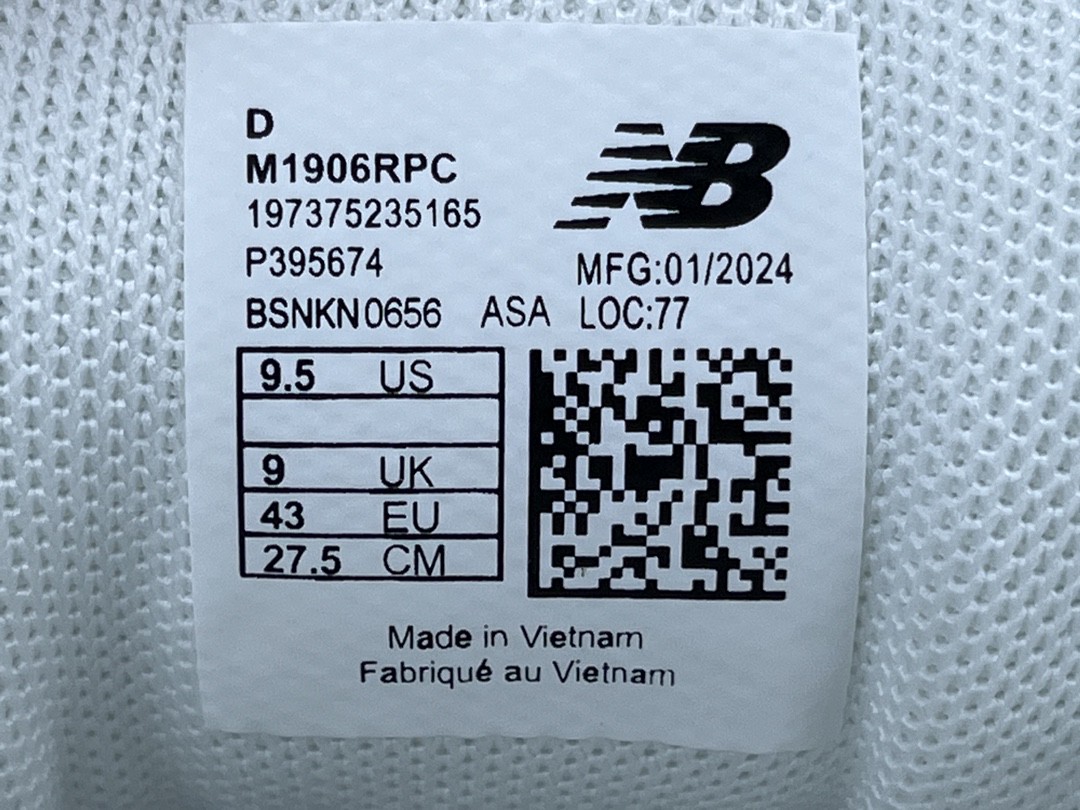 D
M1906RPC
197375235165
P395674
BSNKN0656 ASA
NB
MFG:01/2024
LOC:77
9.5 US
9 UK
43 EU
27.5 CM
Made in Vietnam
Fabriqué au Vietnam